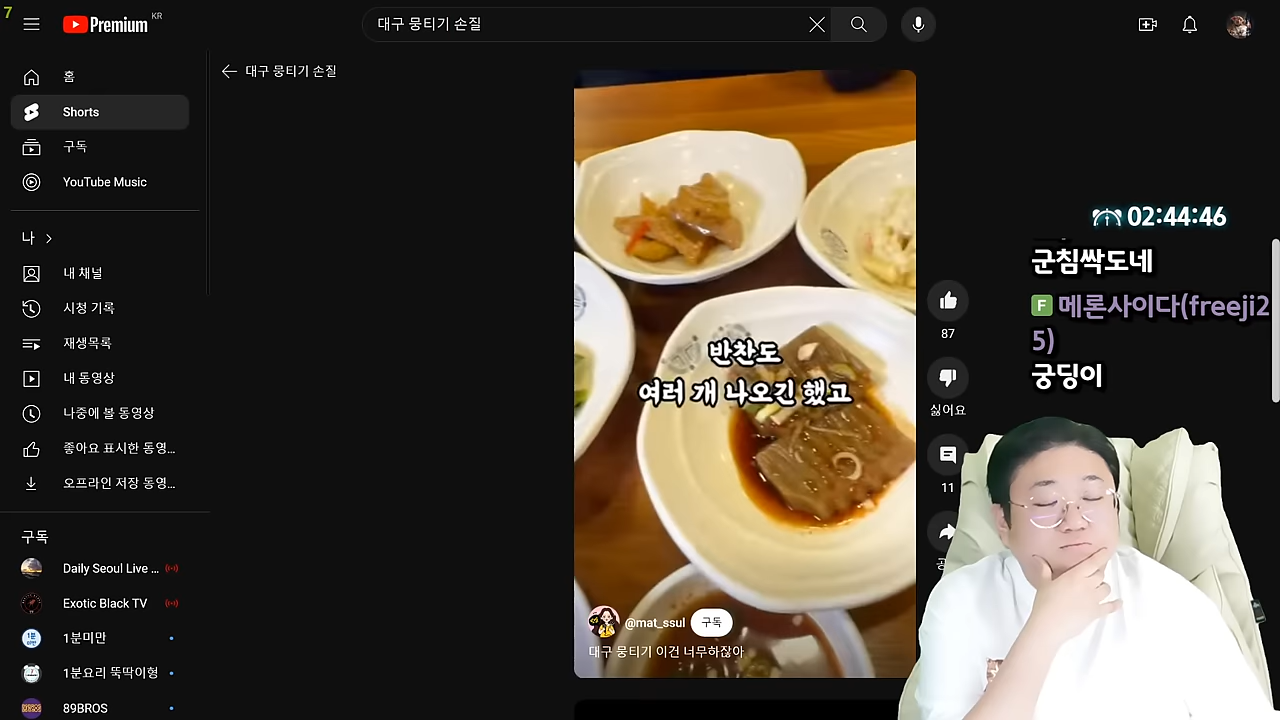 7
Premium KR
대구 뭉티기 손질
대구 뭉티기 손질
홈
Shorts
구독
YouTube Music
나
내 채널
시청 기록
재생목록
내 동영상
나중에 볼 동영상
좋아요 표시한 동영...
오프라인 저장 동영...
구독
Daily Seoul Live ...
Exotic Black TV
1분미만
1분요리 뚝딱이형
89BROS
반찬도
여러 개 나오긴 했고
@mat_ssul 구독
대구 뭉티기 이건 너무하잖아
87
싫어요
11
02:44:46
군침싹도네
F 메론사이다(freeji2
5)
궁딩이